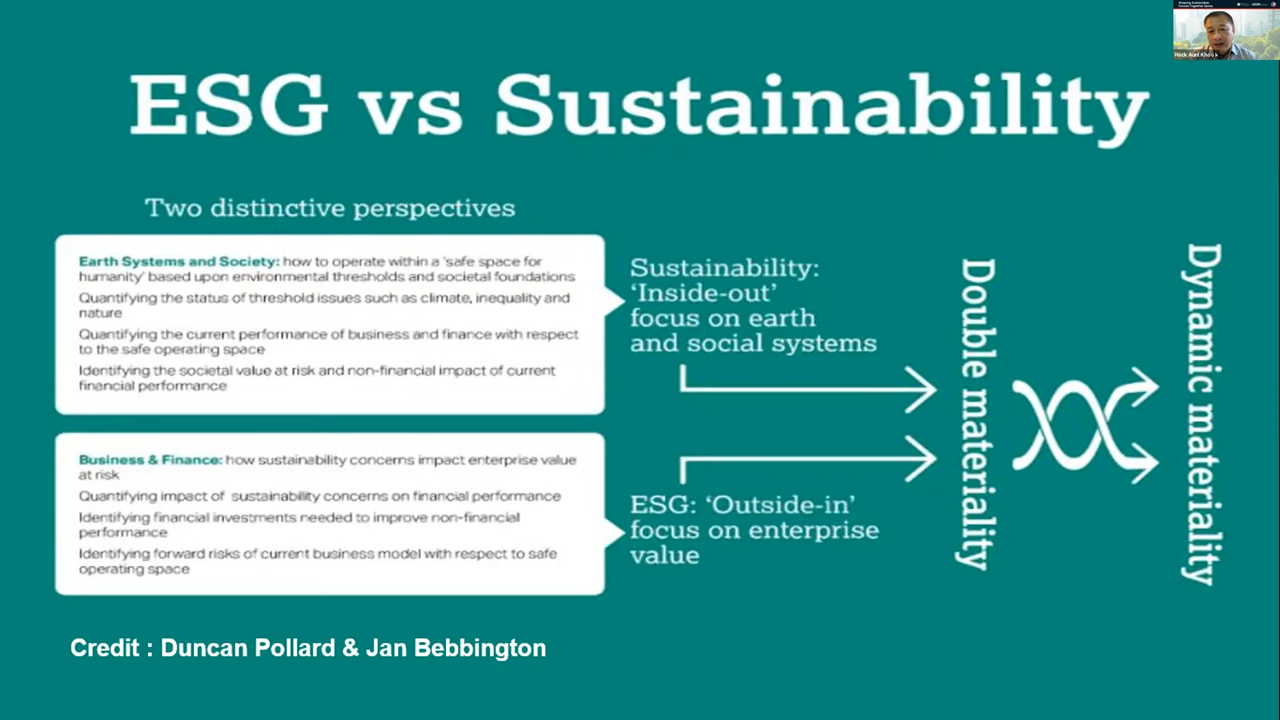 ESG vs Sustainability
Two distinctive perspectives
Earth Systems and Society: how to operate within a 'safe space for
humanity' based upon environmental thresholds and societal foundations
Quantifying the status of threshold issues such as climate, inequality and
nature
Quantifying the current performance of business and finance with respect
to the safe operating space
Identifying the societal value at risk and non-financial impact of current
financial performance
Business & Finance: how sustainability concerns impact enterprise value
at risk
Quantifying impact of sustainability concerns on financial performance
Identifying financial investments needed to improve non-financial
performance
Identifying forward risks of current business model with respect to safe
operating space
Sustainability:
‘Inside-out’
focus on earth
and social systems
ESG: ‘Outside-in’
focus on enterprise
value
Double materiality
Dynamic materiality
Credit : Duncan Pollard & Jan Bebbington
Shaping Sustainable
Futures Together Series